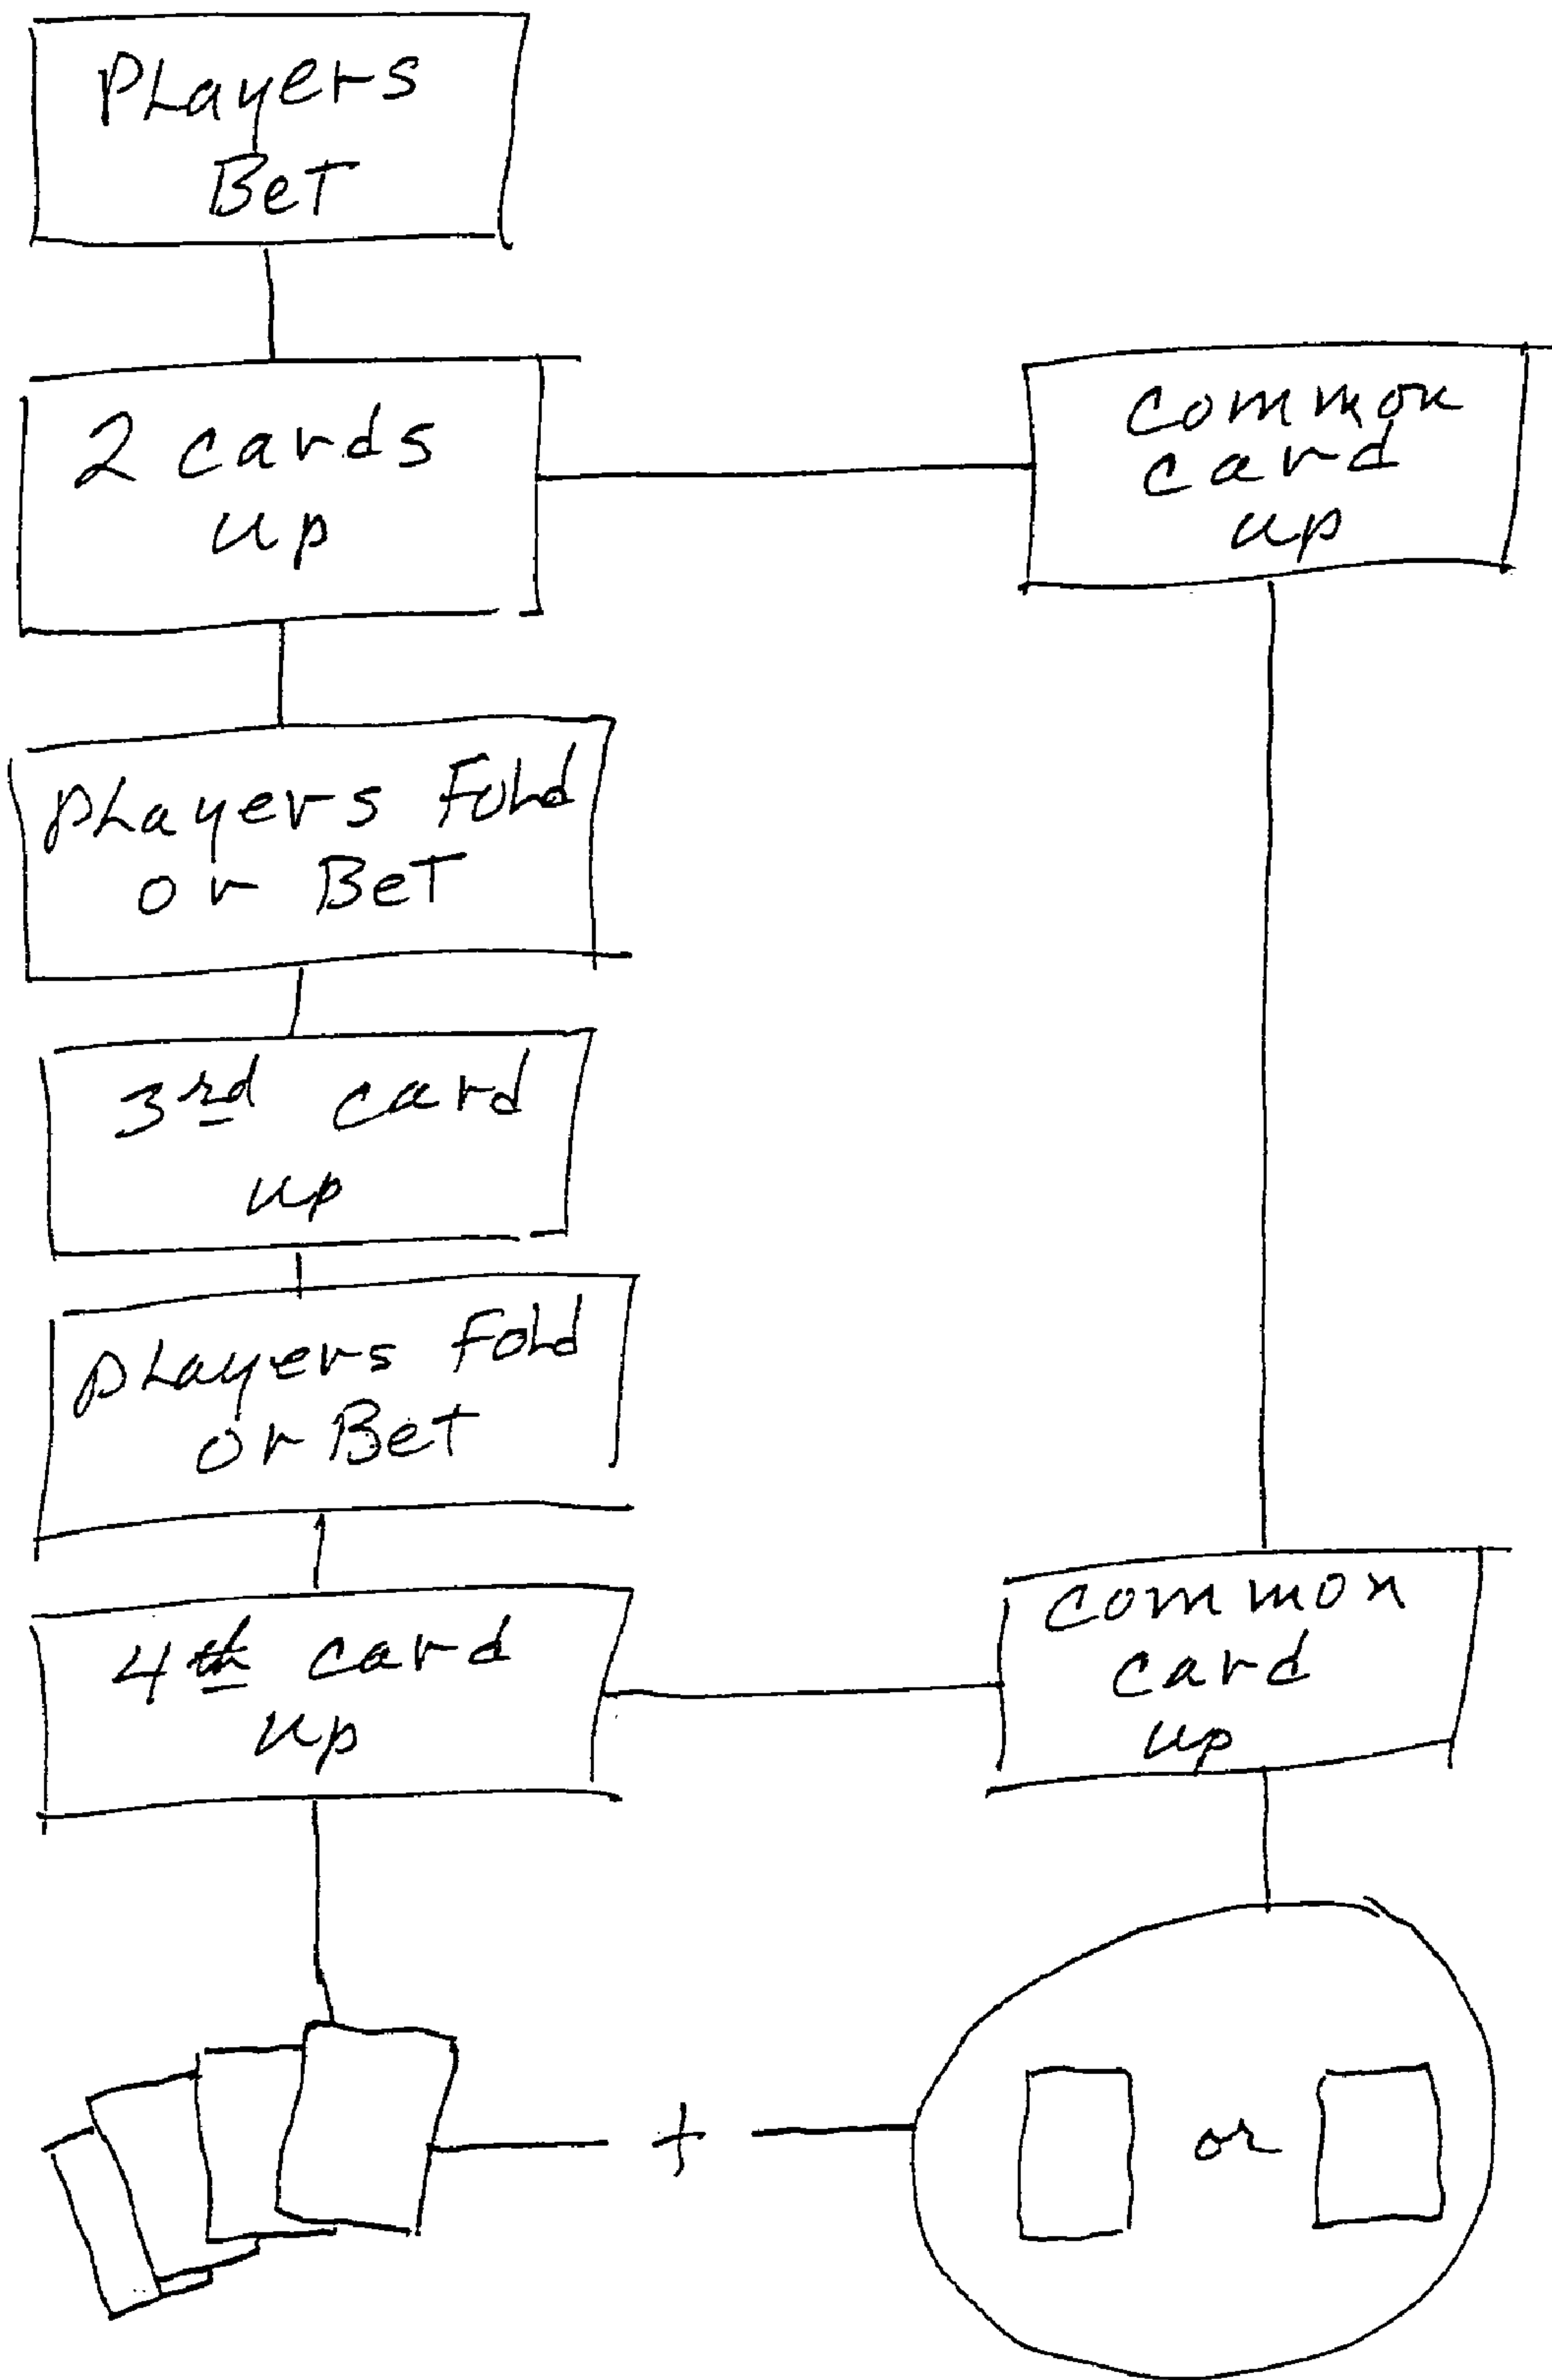 Players
Bet
2 cards
up
common
card
up
players fold
or Bet
3rd card
up
players fold
or Bet
4th card
up
common
card
up
+
or